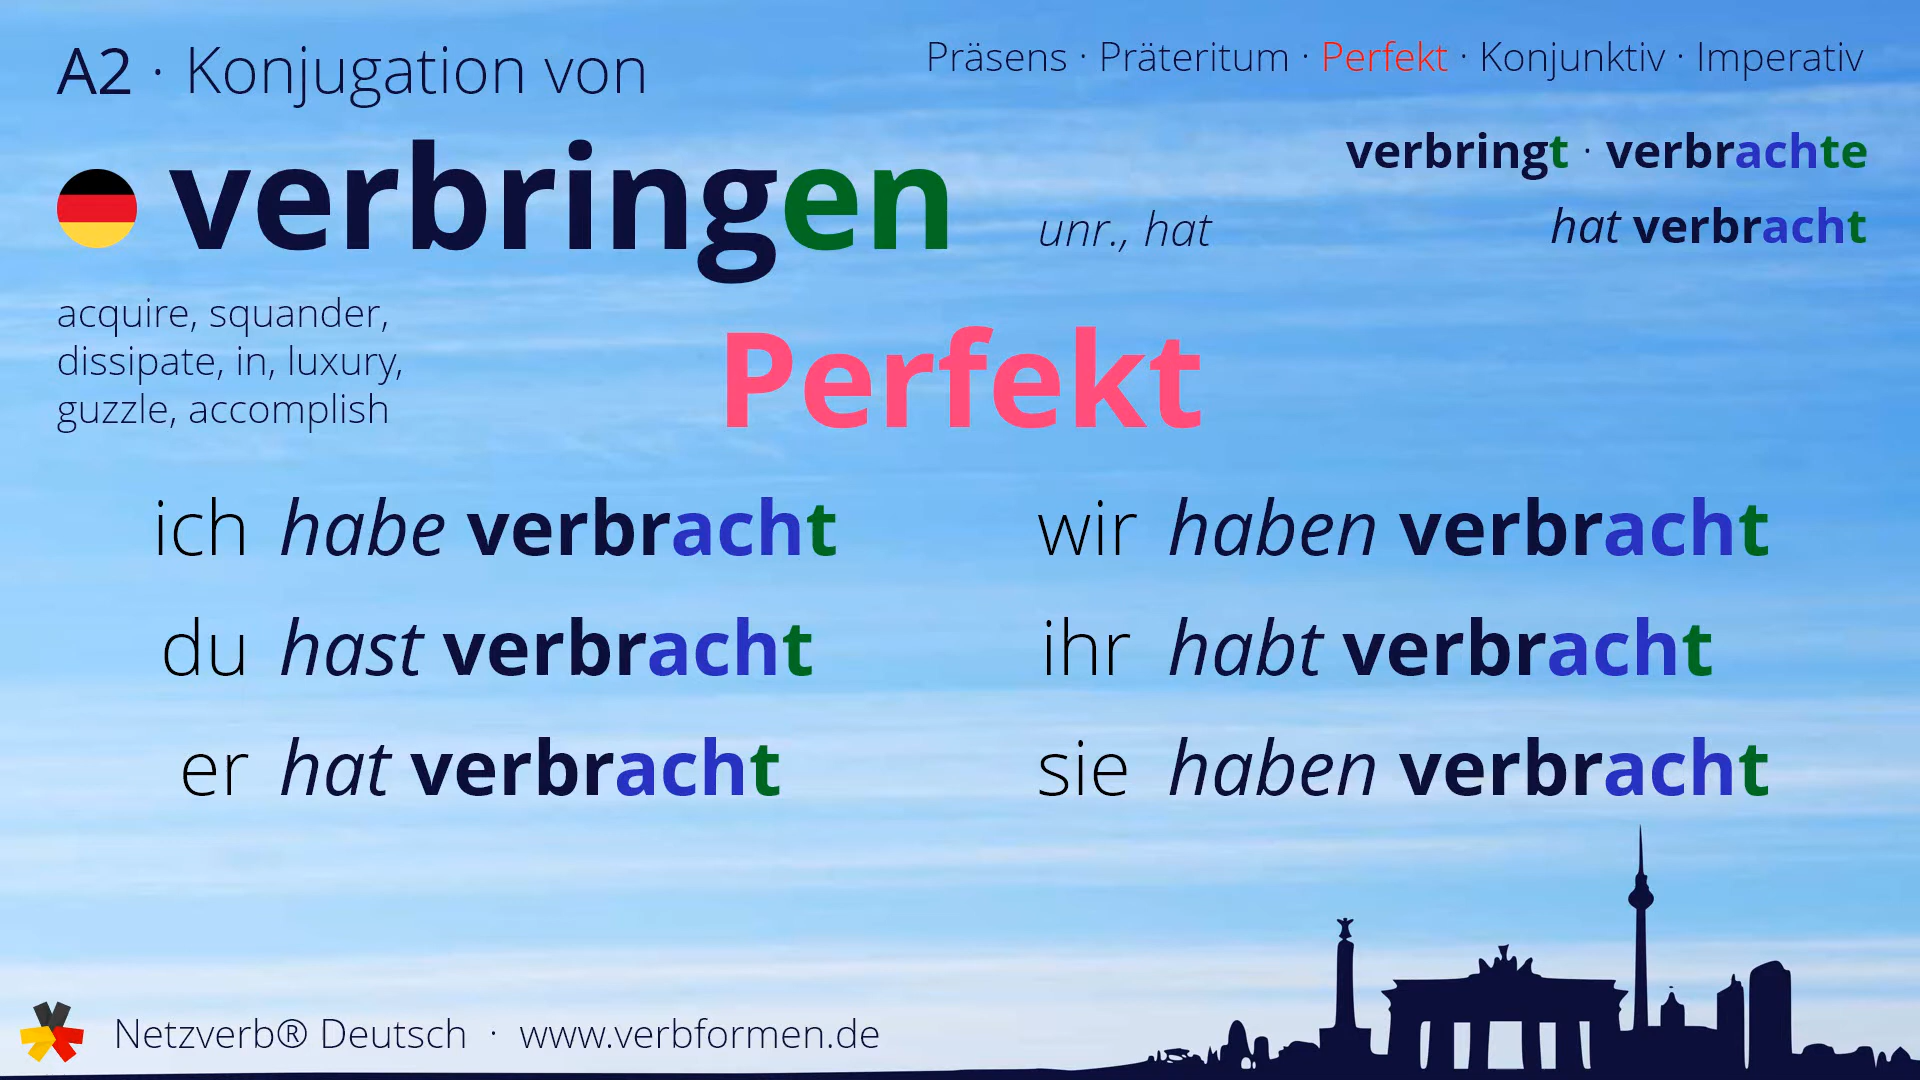 A2 · Konjugation von
Präsens · Präteritum · Perfekt · Konjunktiv · Imperativ
verbringen
unr., hat
verbringt · verbrachte
hat verbracht
acquire, squander,
dissipate, in, luxury,
guzzle, accomplish
Perfekt
ich habe verbracht
du hast verbracht
er hat verbracht
wir haben verbracht
ihr habt verbracht
sie haben verbracht
Netzverb® Deutsch · www.verbformen.de